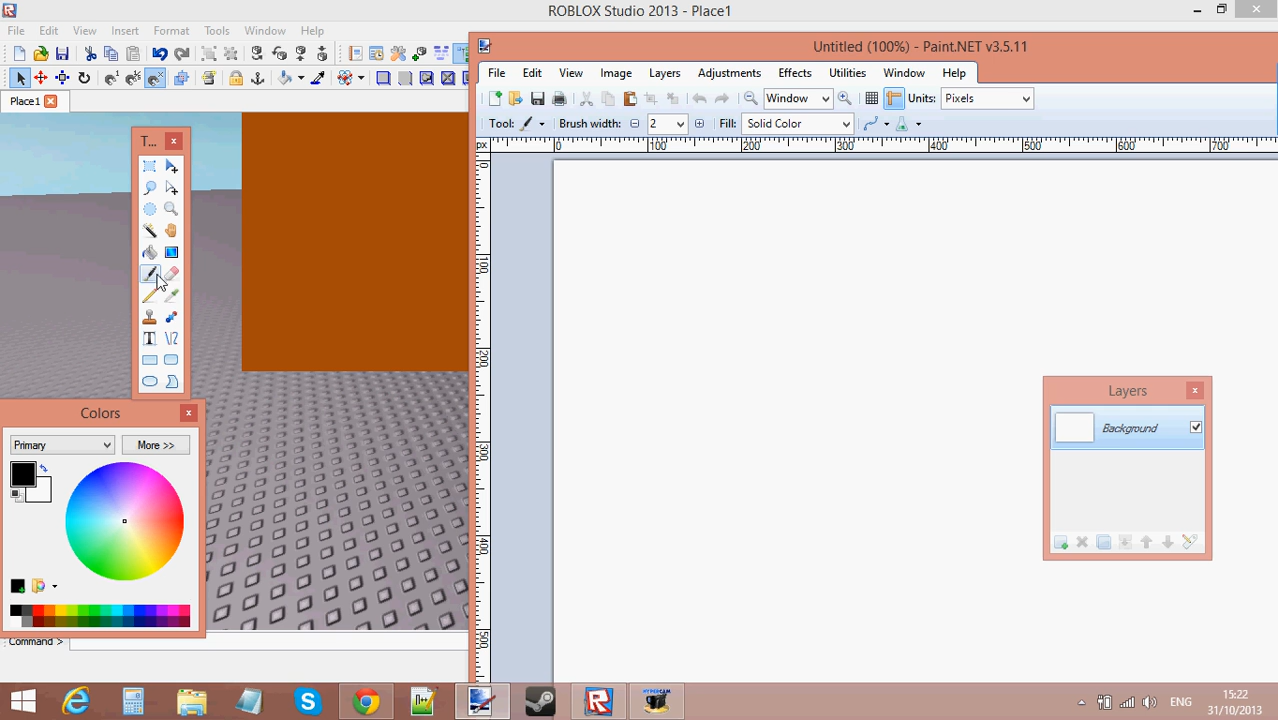 ROBLOX Studio 2013 - Place1
File Edit View Insert Format Tools Window Help
Untitled (100%) - Paint.NET v3.5.11
File Edit View Image Layers Adjustments Effects Utilities Window Help
Window Units: Pixels
Place1
Tool: Brush width: 2 Fill: Solid Color
px 0 100 200 300 400 500 600 700
0
100
200
300
400
500
T...
T
Colors
Primary More >>
Layers
Background
Command >
HYPERCAM
ENG
15:22
31/10/2013